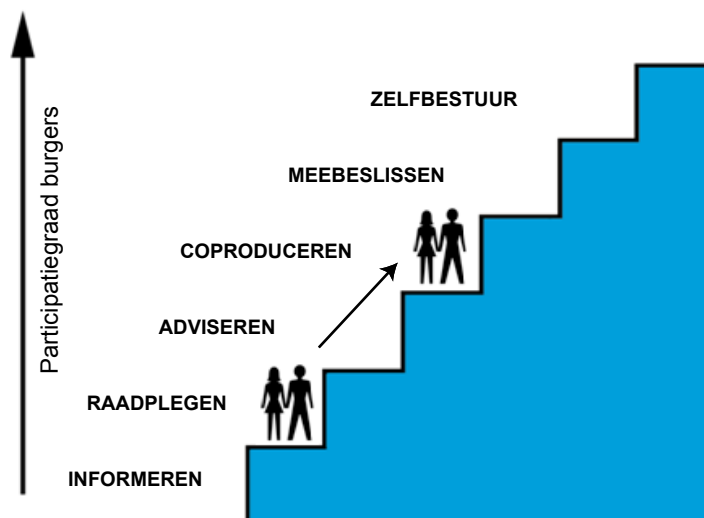 ZELFBESTUUR
MEEBESLISSEN
COPRODUCEREN
ADVISEREN
RAADPLEGEN
INFORMEREN
Participatiegraad burgers